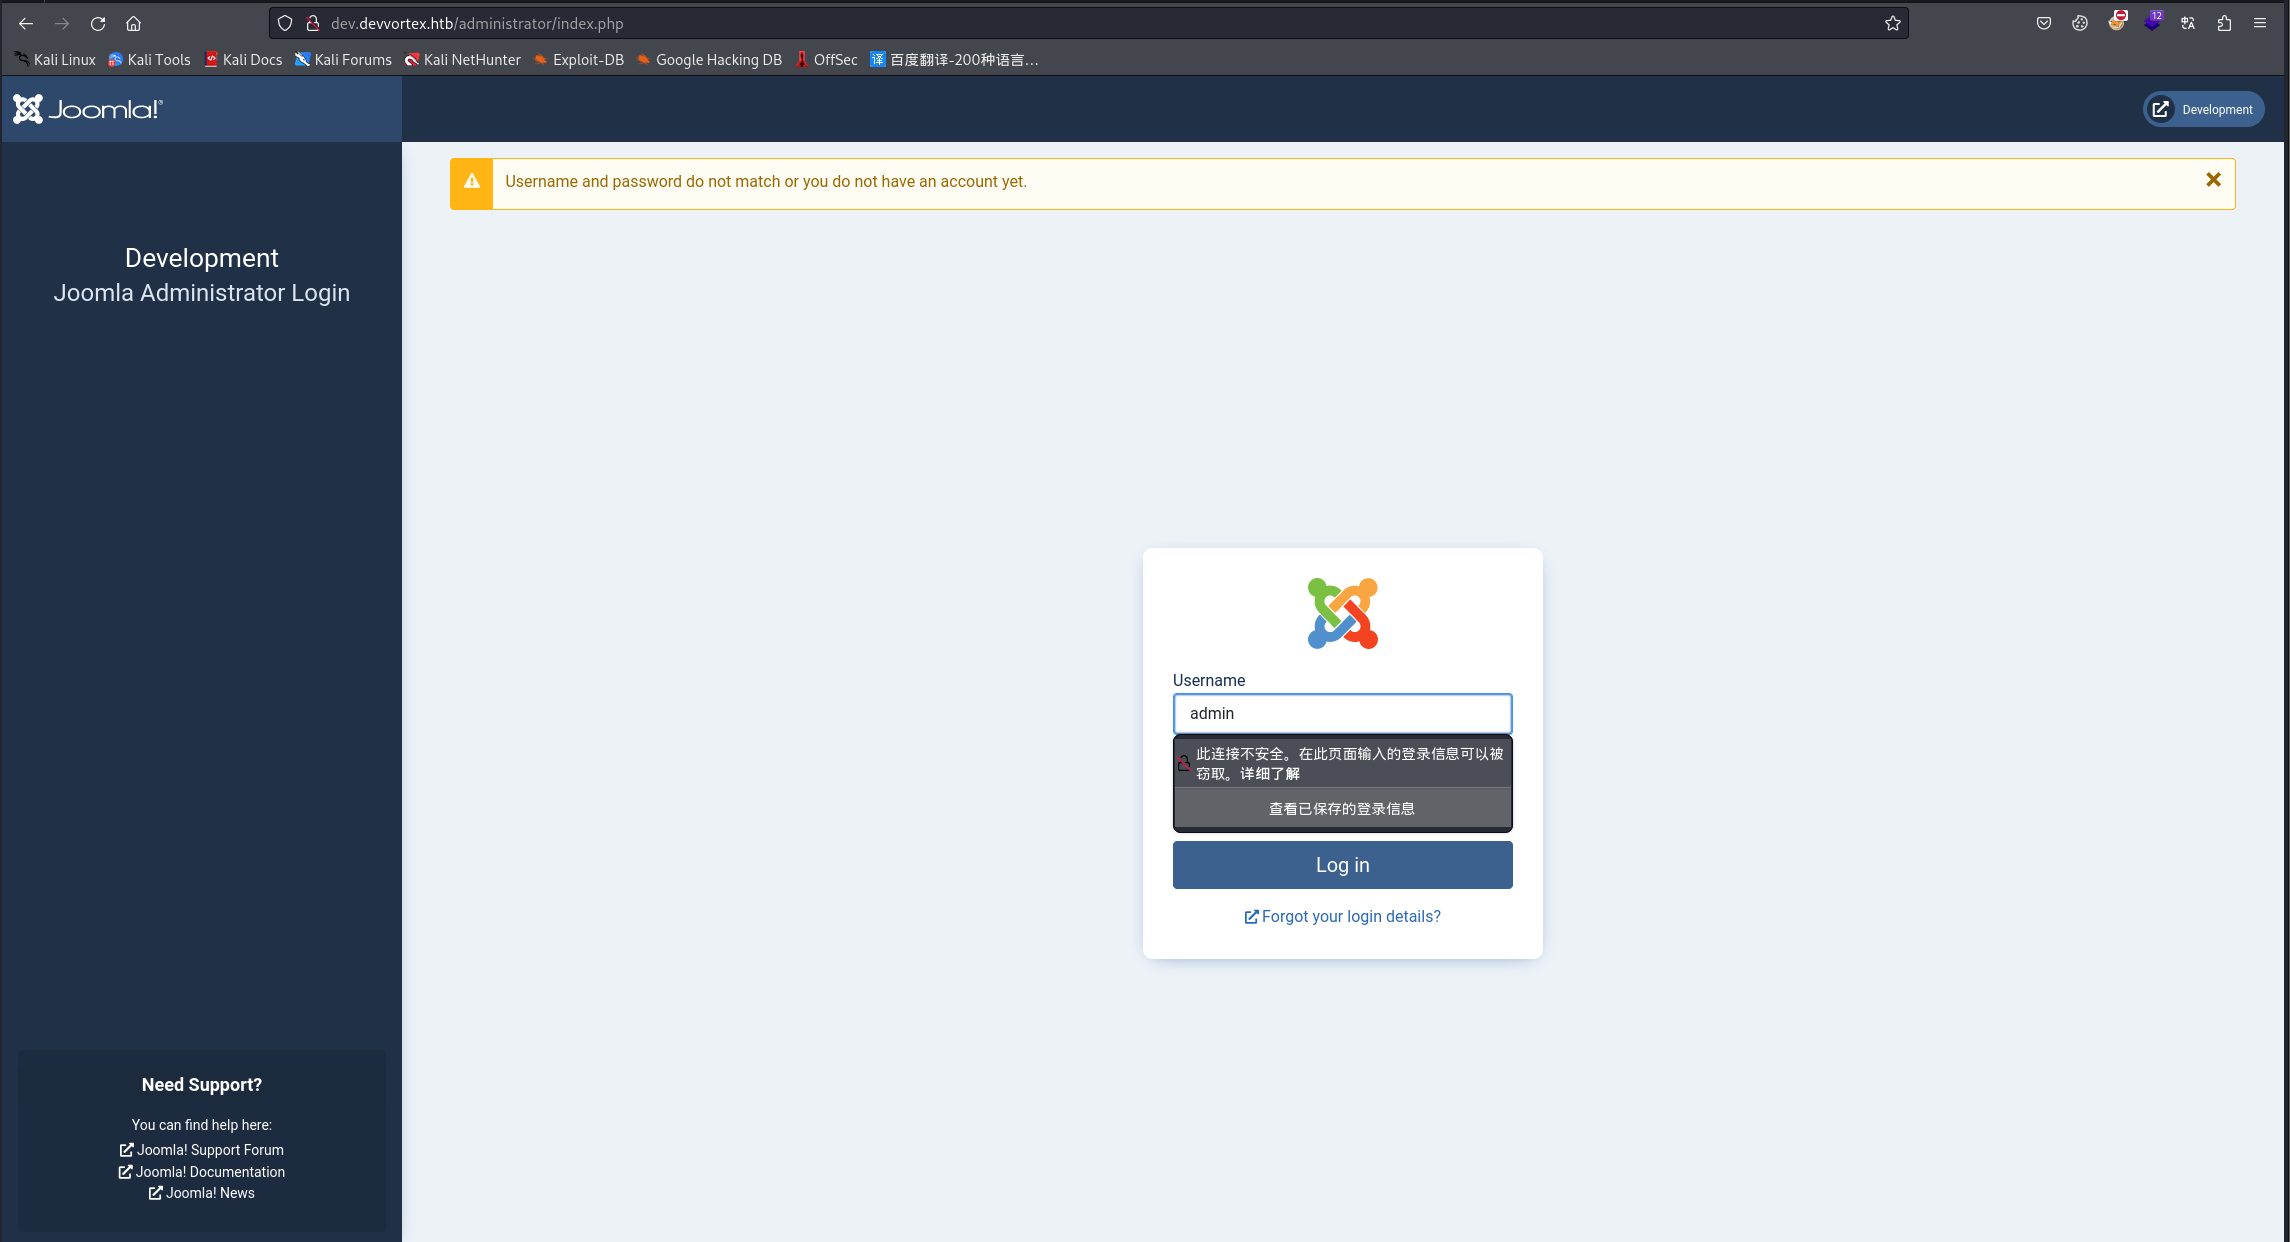 dev.devvortex.htb/administrator/index.php
12
Kali Linux
Kali Tools
Kali Docs
Kali Forums
Kali NetHunter
Exploit-DB
Google Hacking DB
OffSec
译 百度翻译-200种语言…
Joomla!®
Development
Username and password do not match or you do not have an account yet.
Development
Joomla Administrator Login
Username
admin
此连接不安全。在此页面输入的登录信息可以被
窃取。详细了解
查看已保存的登录信息
Log in
Forgot your login details?
Need Support?
You can find help here:
Joomla! Support Forum
Joomla! Documentation
Joomla! News